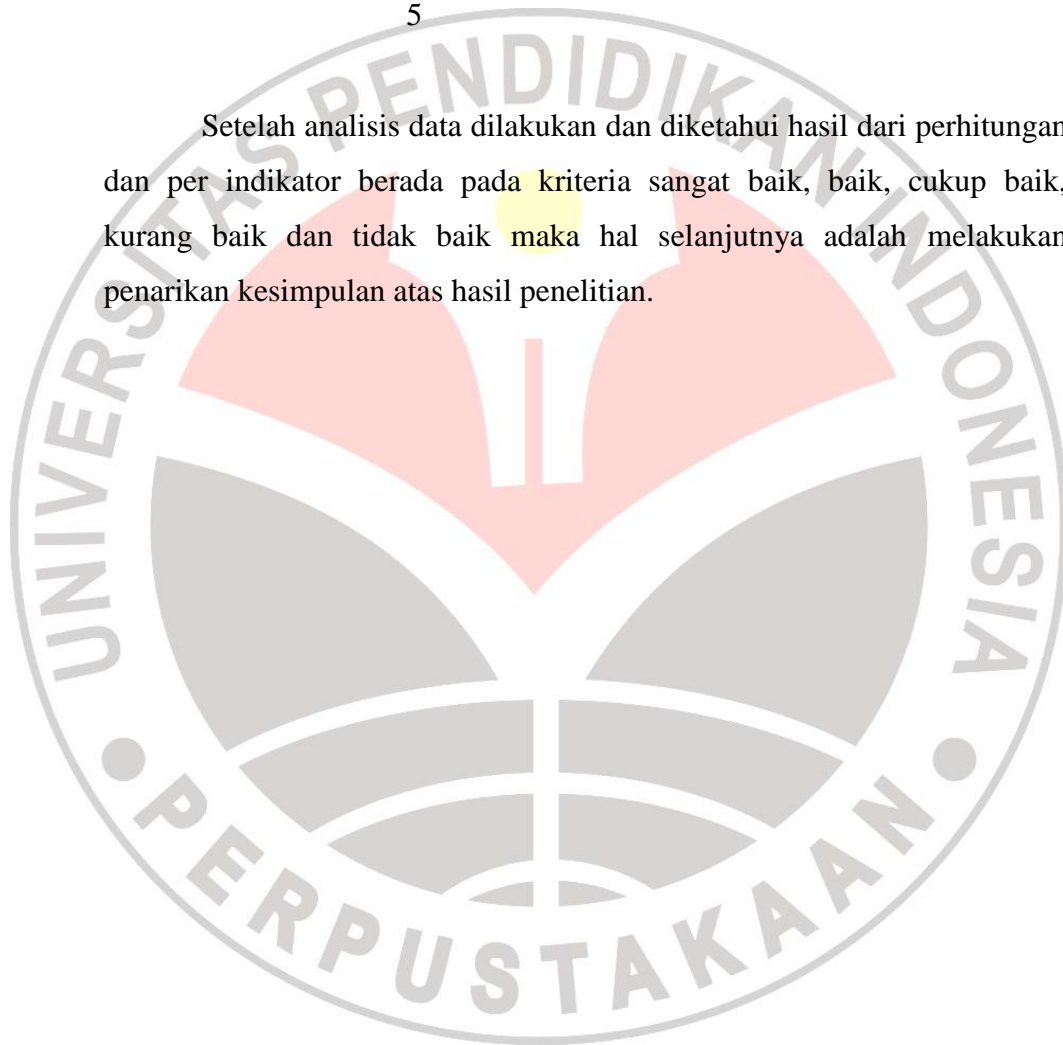 5
Setelah analisis data dilakukan dan diketahui hasil dari perhitungan
dan per indikator berada pada kriteria sangat baik, baik, cukup baik,
kurang baik dan tidak baik maka hal selanjutnya adalah melakukan
penarikan kesimpulan atas hasil penelitian.
UNIVERSITAS PENDIDIKAN INDONESIA
PERPUSTAKAAN